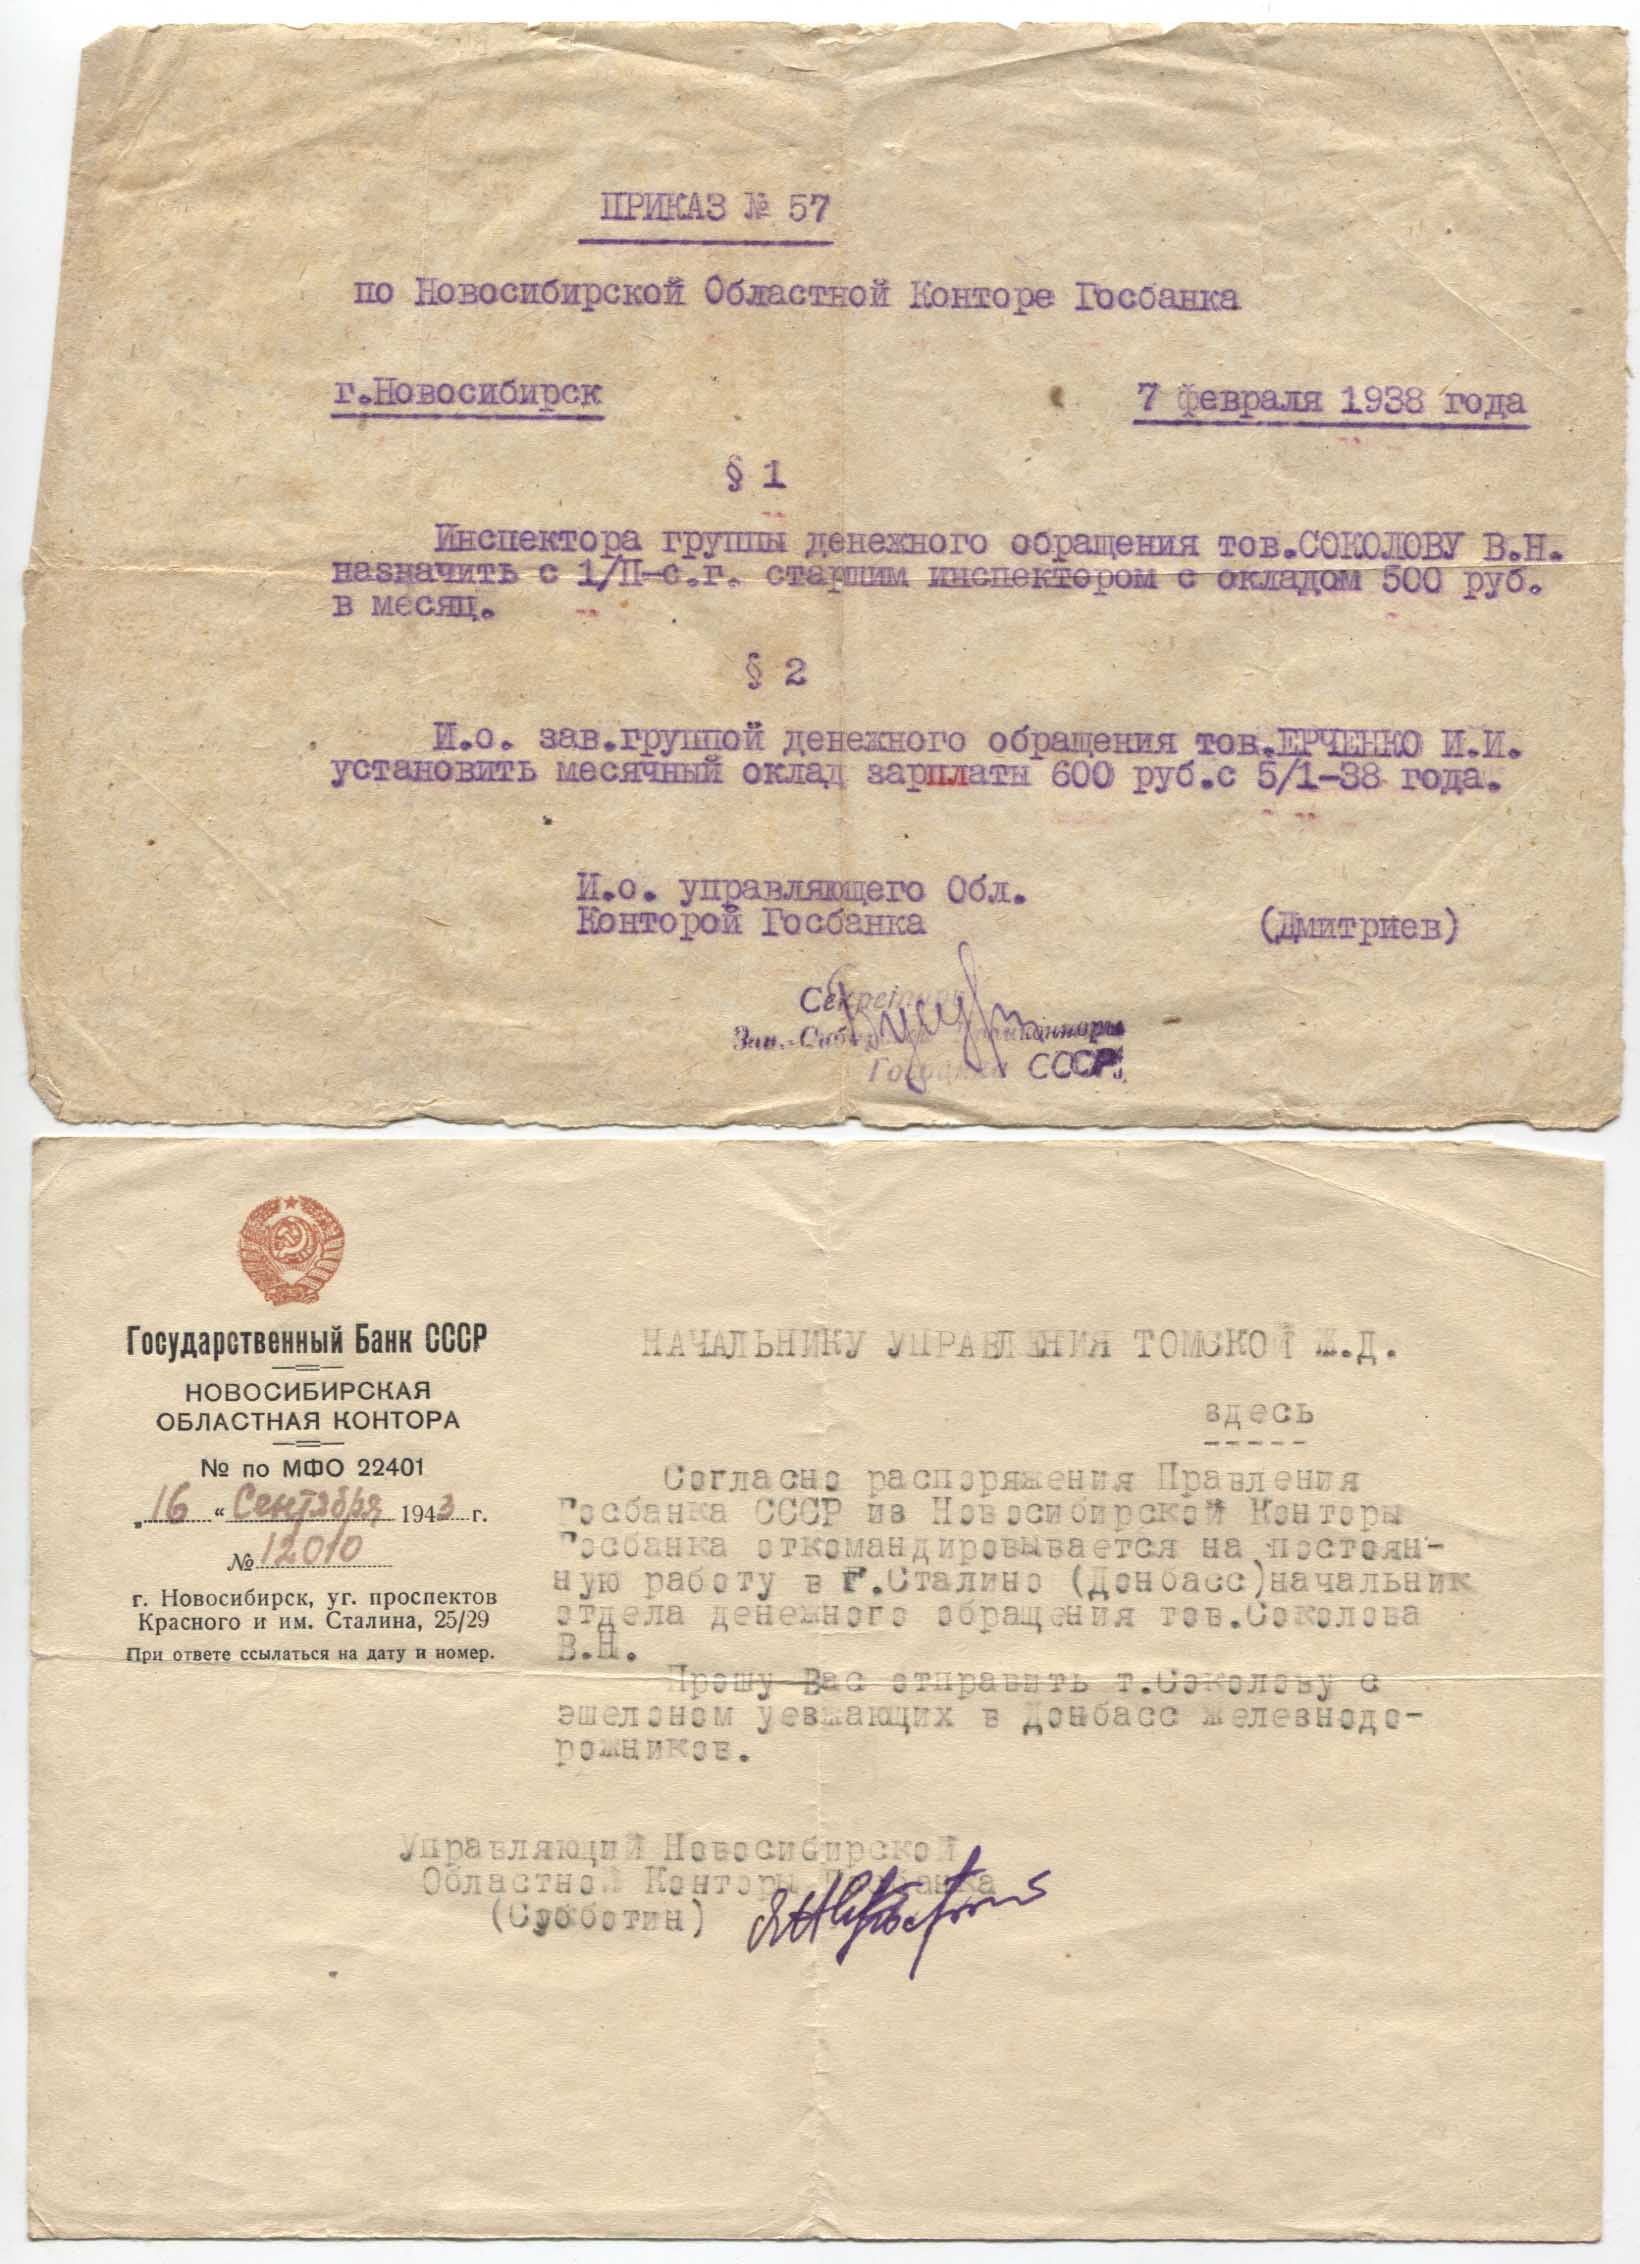 ПРИКАЗ № 57
по Новосибирской Областной Конторе Госбанка
г.Новосибирск
7 февраля 1938 года
§ 1
Инспектора группы денежного обращения тов.СОКОЛОВУ В.Н.
назначить с 1/П-с.г. старшим инспектором с окладом 500 руб.
в месяц.
§ 2
И.о. зав.группой денежного обращения тов.ЕРЧЕНКО И.И.
установить месячный оклад зарплаты 600 руб.с 5/1-38 года.
И.о. управляющего Обл.
Конторой Госбанка (Дмитриев)
Секретарь
Зап.-Сиб.
Госбанка СССР.
Государственный Банк СССР
НОВОСИБИРСКАЯ
ОБЛАСТНАЯ КОНТОРА
№ по МФО 22401
„16“ Сентября 1943 г.
№ 12010
г. Новосибирск, уг. проспектов
Красного и им. Сталина, 25/29
При ответе ссылаться на дату и номер.
НАЧАЛЬНИКУ УПРАВЛЕНИЯ ТОМСКОЙ Ж.Д.
здесь
-----
Согласно распоряжения Правления
Госбанка СССР из Новосибирской Конторы
Госбанка откомандировывается на постоян-
ную работу в г.Сталино (Донбасс)начальник
отдела денежного обращения тов.Соколова
В.Н.
Прошу Вас отправить т.Соколову с
эшелоном уезжающих в Донбасс железнодо-
рожников.
Управляющий Новосибирской
Областной Конторы Госбанка
(Субботин)